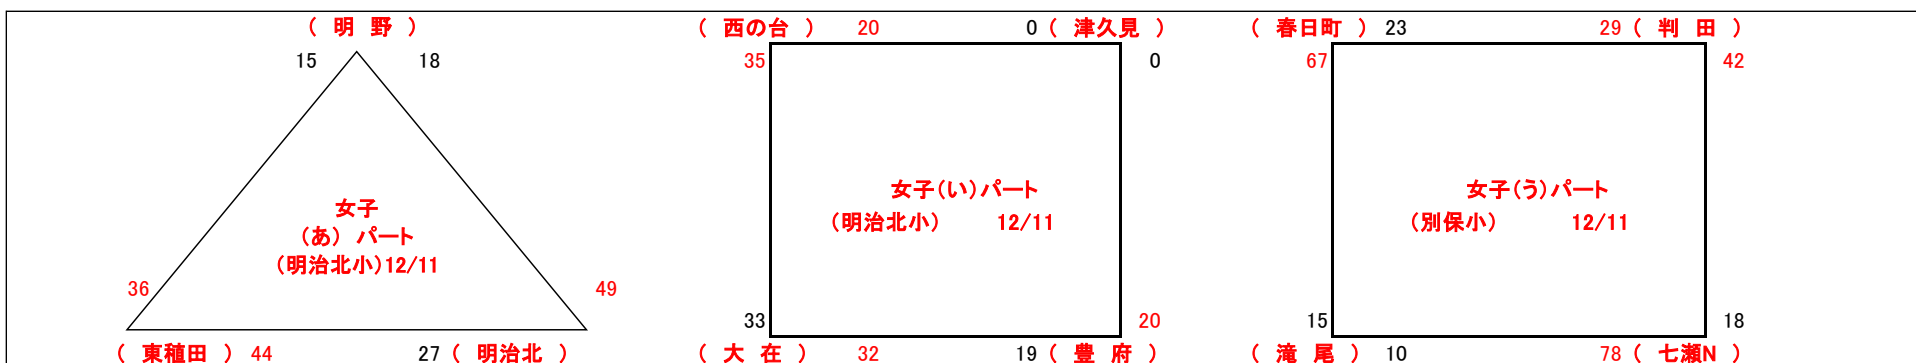 ( 明 野 )
15 18
36 49
( 東稙田 ) 44 27 ( 明治北 )
女子
(あ) パート
(明治北小)12/11
( 西の台 ) 20 0 ( 津久見 )
35 0
女子(い)パート
(明治北小) 12/11
33 20
( 大 在 ) 32 19 ( 豊 府 )
( 春日町 ) 23 29 ( 判 田 )
67 42
女子(う)パート
(別保小) 12/11
15 18
( 滝 尾 ) 10 78 ( 七瀬N )